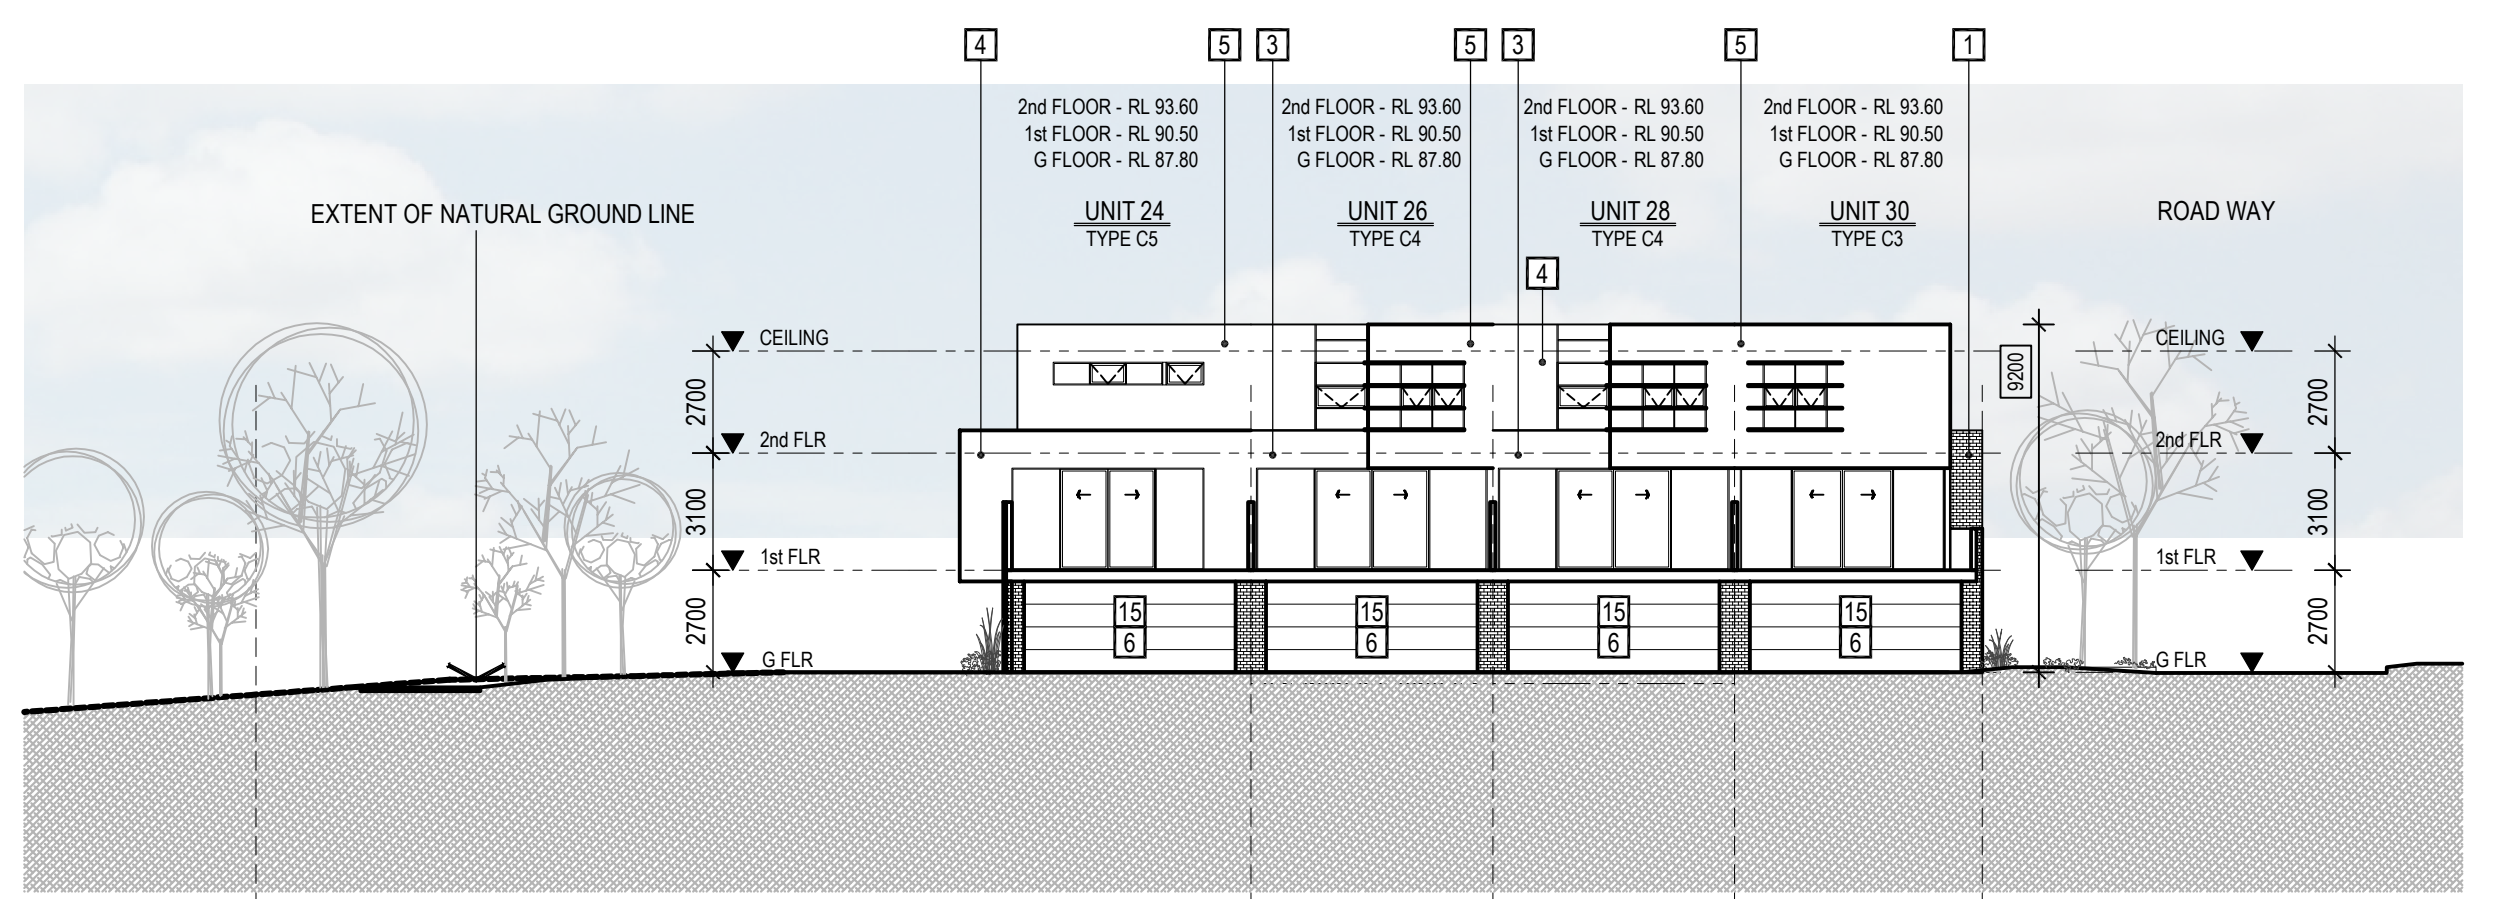 4 5 3 5 3 5 1
2nd FLOOR - RL 93.60
1st FLOOR - RL 90.50
G FLOOR - RL 87.80
UNIT 24
TYPE C5
2nd FLOOR - RL 93.60
1st FLOOR - RL 90.50
G FLOOR - RL 87.80
UNIT 26
TYPE C4
2nd FLOOR - RL 93.60
1st FLOOR - RL 90.50
G FLOOR - RL 87.80
UNIT 28
TYPE C4
2nd FLOOR - RL 93.60
1st FLOOR - RL 90.50
G FLOOR - RL 87.80
UNIT 30
TYPE C3
EXTENT OF NATURAL GROUND LINE
ROAD WAY
4
CEILING
2700
2nd FLR
3100
1st FLR
2700
G FLR
15 15 15 15
6 6 6 6
9200
CEILING
2700
2nd FLR
3100
1st FLR
2700
G FLR